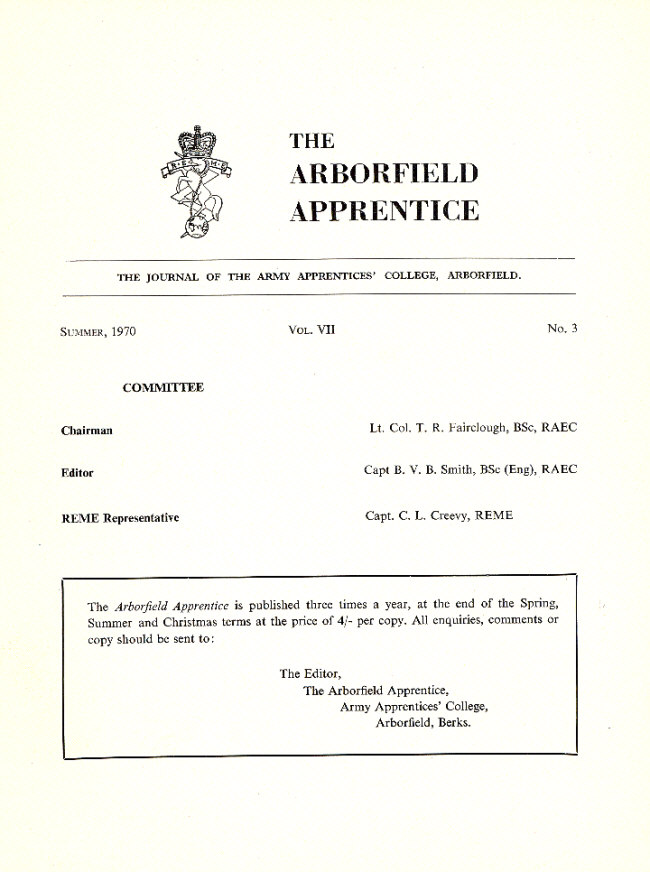 R E M E
THE
ARBORFIELD
APPRENTICE
THE JOURNAL OF THE ARMY APPRENTICES' COLLEGE, ARBORFIELD.
SUMMER, 1970 VOL. VII No. 3
COMMITTEE
Chairman Lt. Col. T. R. Fairclough, BSc, RAEC
Editor Capt B. V. B. Smith, BSc (Eng), RAEC
REME Representative Capt. C. L. Creevy, REME
The Arborfield Apprentice is published three times a year, at the end of the Spring,
Summer and Christmas terms at the price of 4/- per copy. All enquiries, comments or
copy should be sent to:
The Editor,
The Arborfield Apprentice,
Army Apprentices' College,
Arborfield, Berks.